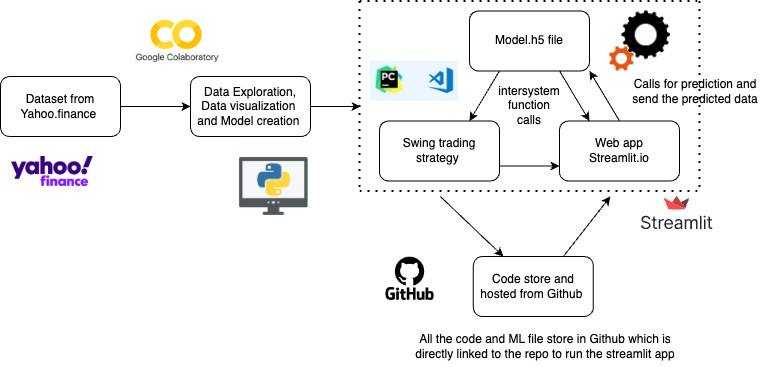 Google Colaboratory
Dataset from
Yahoo.finance
yahoo!
finance
Data Exploration,
Data visualization
and Model creation
Model.h5 file
PC
intersystem
function
calls
Calls for prediction and
send the predicted data
Swing trading
strategy
Web app
Streamlit.io
Streamlit
GitHub
Code store and
hosted from Github
All the code and ML file store in Github which is
directly linked to the repo to run the streamlit app